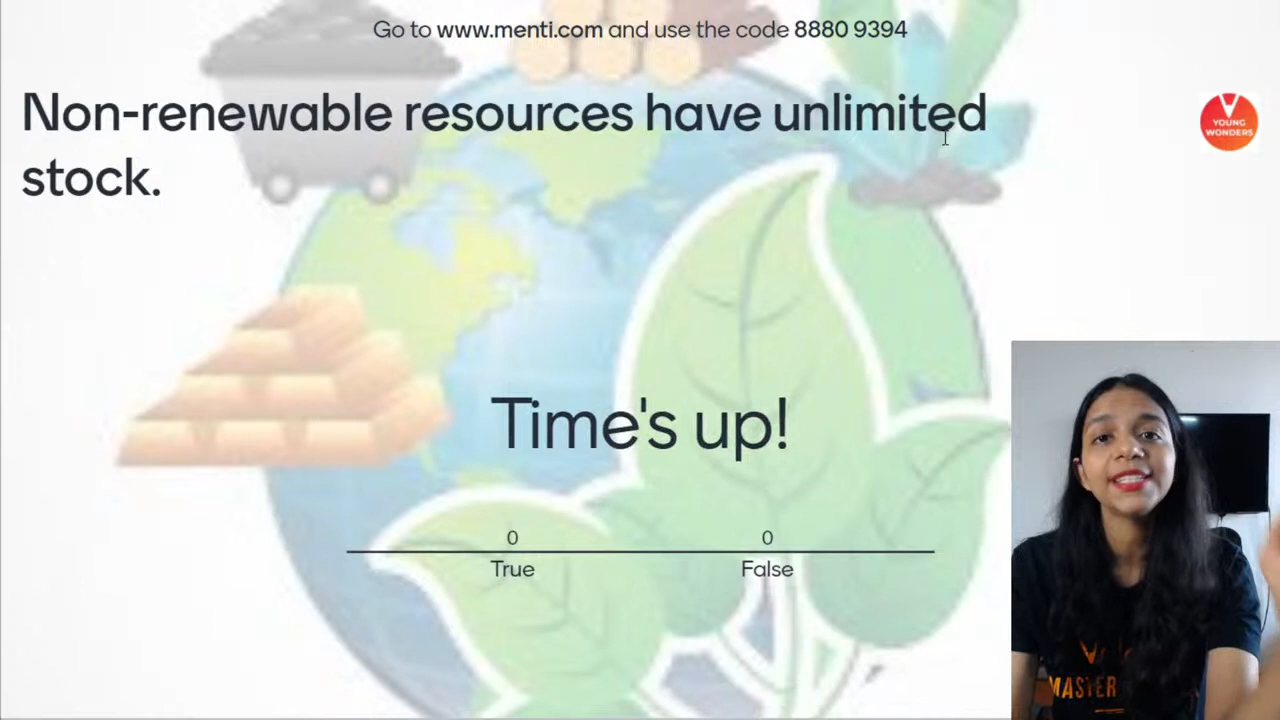 Go to www.menti.com and use the code 8880 9394
Non-renewable resources have unlimited
stock.
YOUNG
WONDERS
Time's up!
0
0
True
False
MASTER